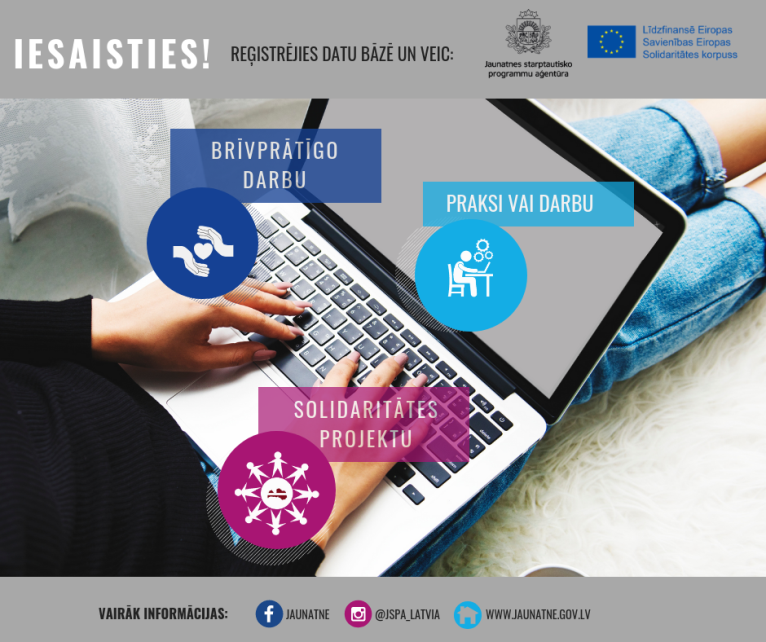 IESAISTIES!
REĢISTRĒJIES DATU BĀZĒ UN VEIC:
Jaunatnes starptautisko
programmu aģentūra
Līdzfinansē Eiropas
Savienības Eiropas
Solidaritātes korpuss
BRĪVPRĀTĪGO
DARBU
PRAKSI VAI DARBU
SOLIDARITĀTES
PROJEKTU
VAIRĀK INFORMĀCIJAS:
JAUNATNE
@JSPA_LATVIA
WWW.JAUNATNE.GOV.LV